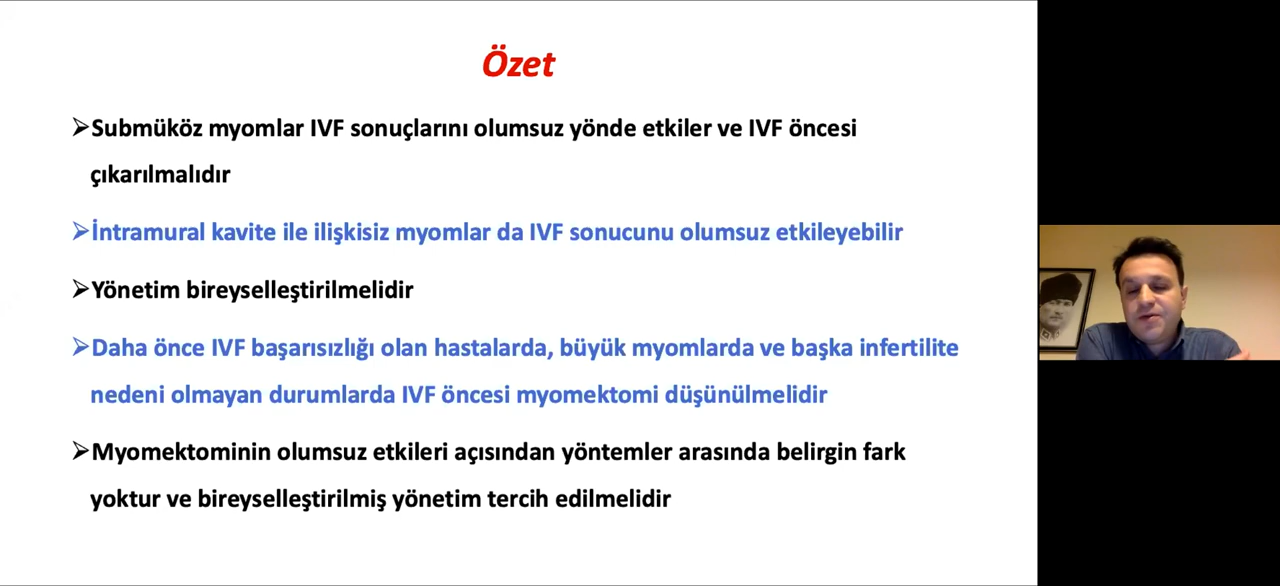 Özet
➢Submüköz myomlar IVF sonuçlarını olumsuz yönde etkiler ve IVF öncesi
çıkarılmalıdır
➢İntramural kavite ile ilişkisiz myomlar da IVF sonucunu olumsuz etkileyebilir
➢Yönetim bireyselleştirilmelidir
➢Daha önce IVF başarısızlığı olan hastalarda, büyük myomlarda ve başka infertilite
nedeni olmayan durumlarda IVF öncesi myomektomi düşünülmelidir
➢Myomektominin olumsuz etkileri açısından yöntemler arasında belirgin fark
yoktur ve bireyselleştirilmiş yönetim tercih edilmelidir